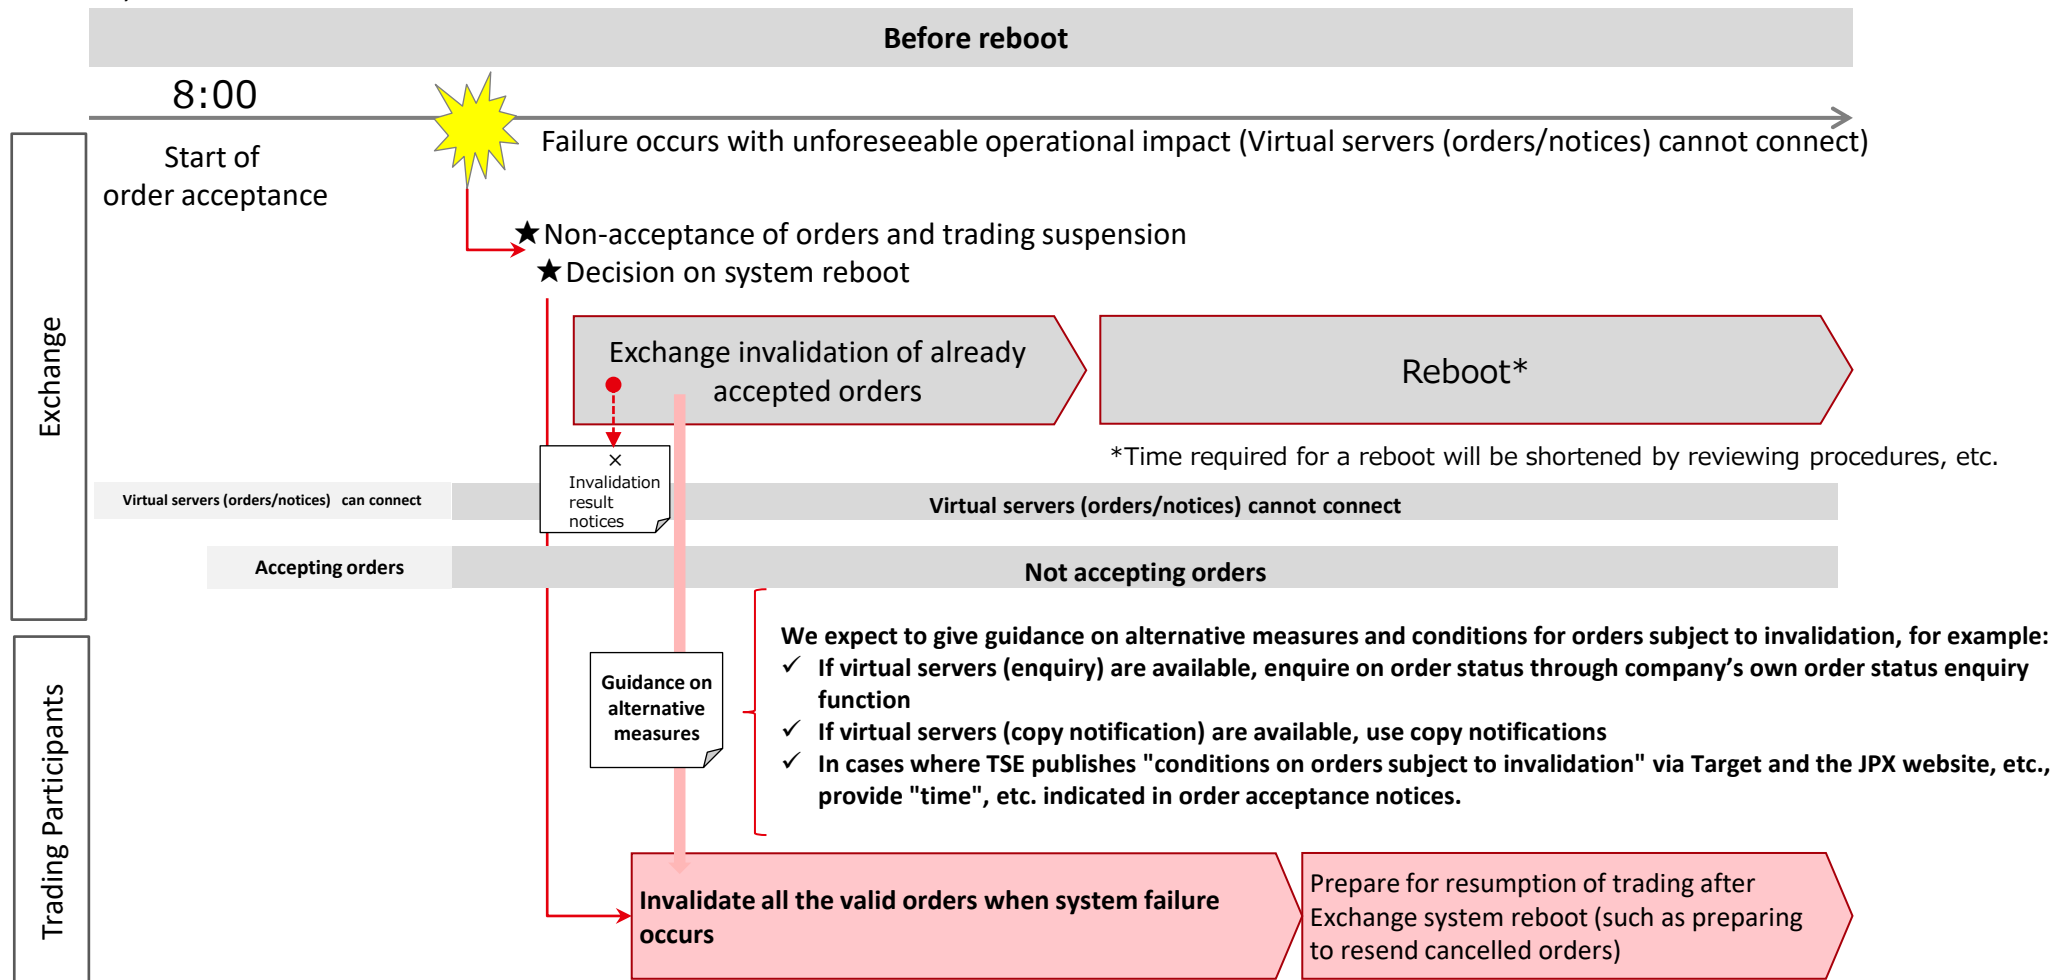 Before reboot
8:00
Start of
order acceptance
Failure occurs with unforeseeable operational impact (Virtual servers (orders/notices) cannot connect)
★Non-acceptance of orders and trading suspension
★Decision on system reboot
Exchange
Exchange invalidation of already
accepted orders
Reboot*
*Time required for a reboot will be shortened by reviewing procedures, etc.
×
Invalidation
result
notices
Virtual servers (orders/notices) can connect
Virtual servers (orders/notices) cannot connect
Accepting orders
Not accepting orders
Trading Participants
Guidance on
alternative
measures
We expect to give guidance on alternative measures and conditions for orders subject to invalidation, for example:
✓ If virtual servers (enquiry) are available, enquire on order status through company’s own order status enquiry
function
✓ If virtual servers (copy notification) are available, use copy notifications
✓ In cases where TSE publishes "conditions on orders subject to invalidation" via Target and the JPX website, etc.,
provide "time", etc. indicated in order acceptance notices.
Invalidate all the valid orders when system failure
occurs
Prepare for resumption of trading after
Exchange system reboot (such as preparing
to resend cancelled orders)